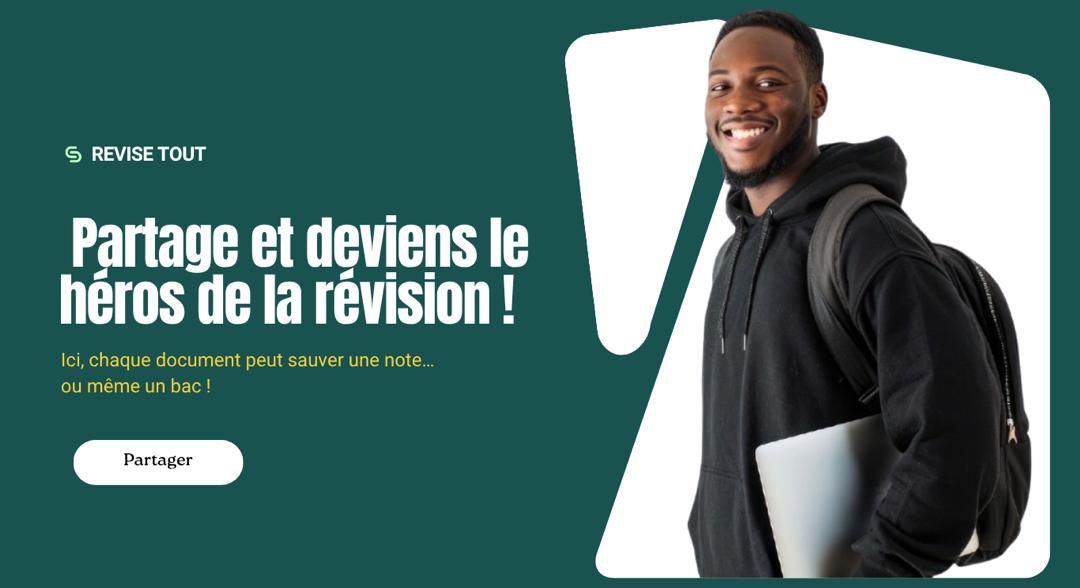 REVISE TOUT
Partage et deviens le
héros de la révision !
Ici, chaque document peut sauver une note...
ou même un bac !
Partager